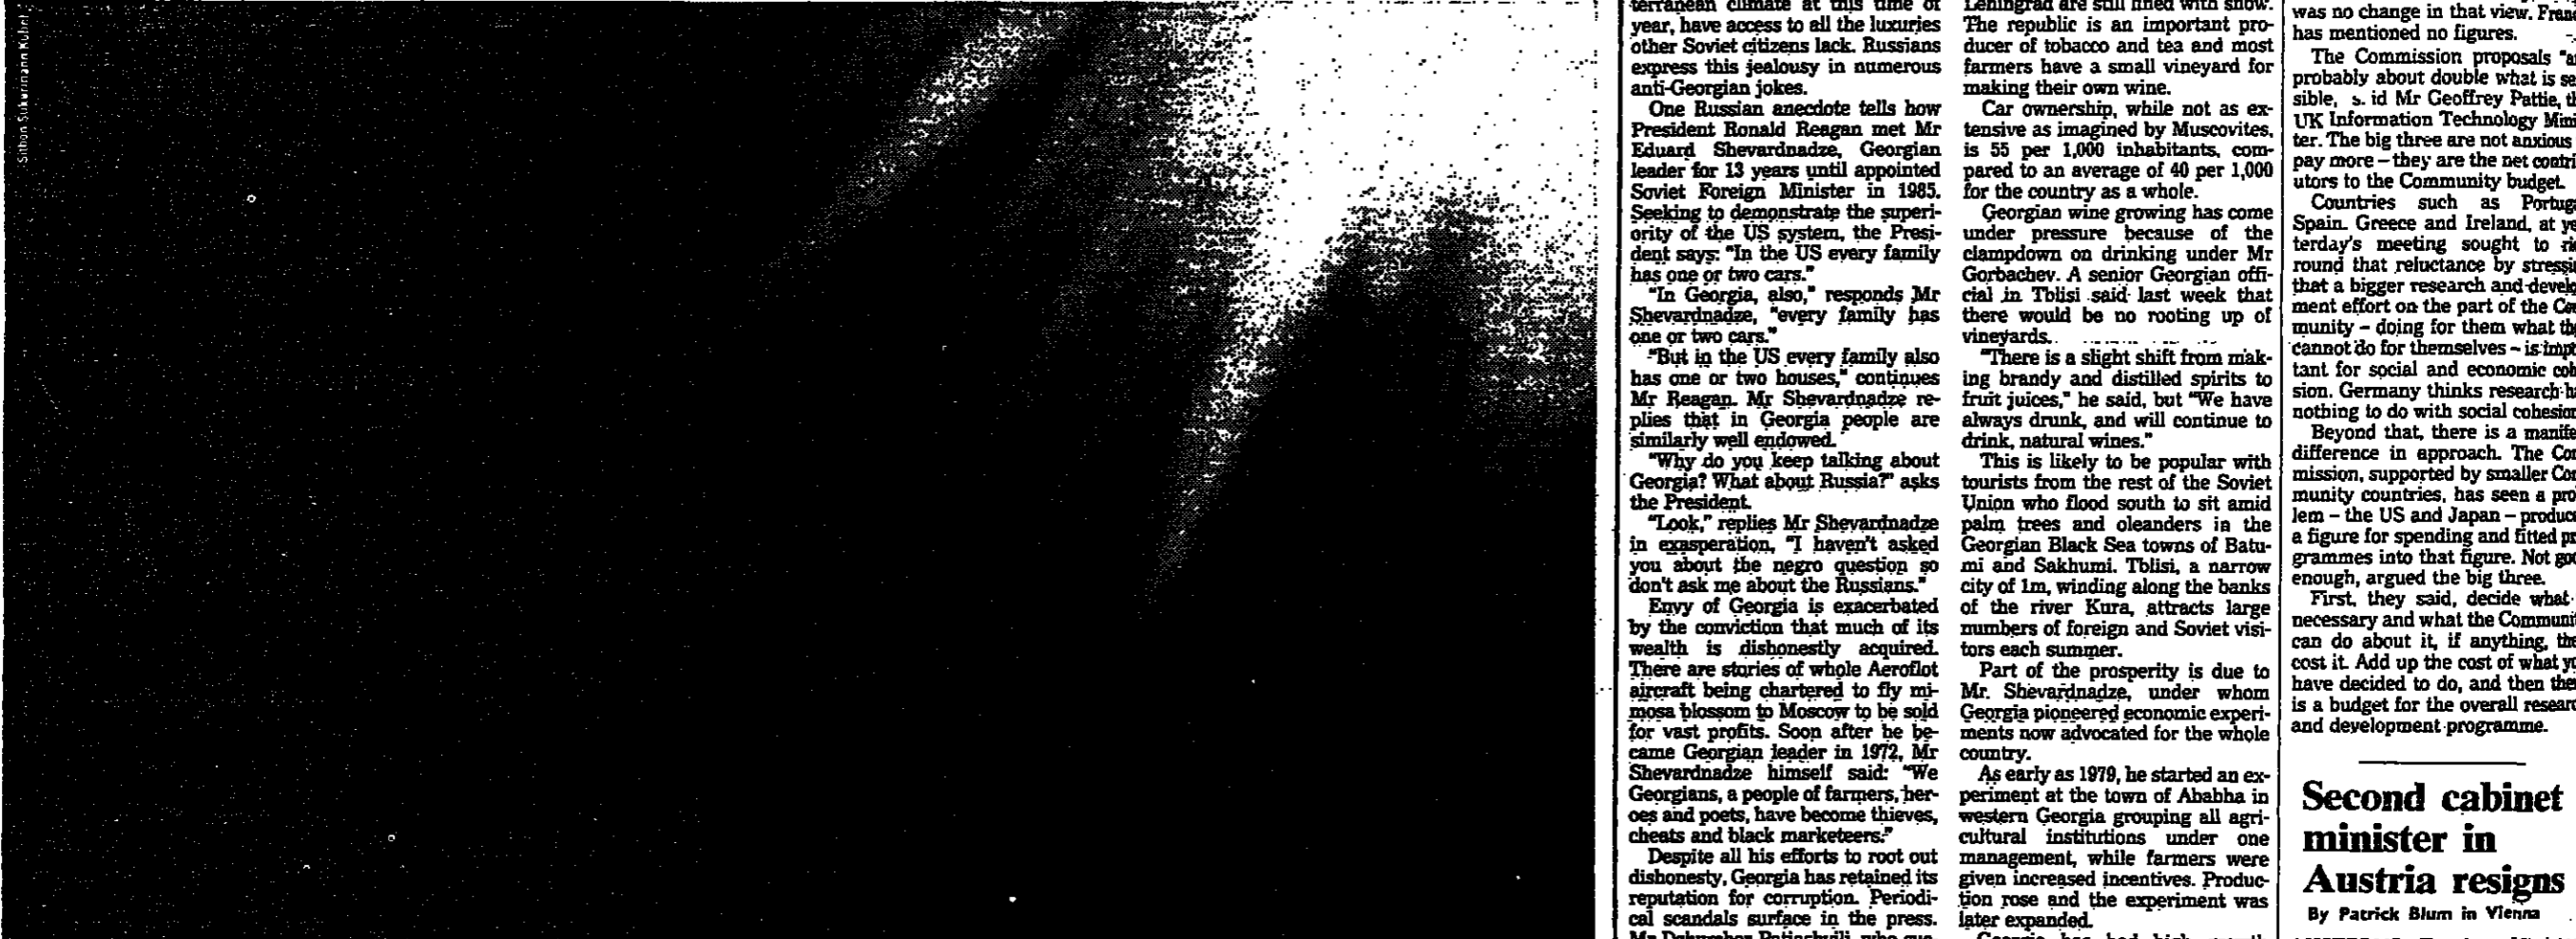 terranean climate at this time of
year, have access to all the luxuries
other Soviet citizens lack. Russians
express this jealousy in numerous
anti-Georgian jokes.
One Russian anecdote tells how
President Ronald Reagan met Mr
Eduard Shevardnadze, Georgian
leader for 13 years until appointed
Soviet Foreign Minister in 1985.
Seeking to demonstrate the superi-
ority of the US system, the Presi-
dent says: "In the US every family
has one or two cars."
"In Georgia, also," responds Mr
Shevardnadze, "every family has
one or two cars."
"But in the US every family also
has one or two houses," continues
Mr Reagan. Mr Shevardnadze re-
plies that in Georgia people are
similarly well endowed.
"Why do you keep talking about
Georgia? What about Russia?" asks
the President.
"Look," replies Mr Shevardnadze
in exasperation, "I haven't asked
you about the negro question so
don't ask me about the Russians."
Envy of Georgia is exacerbated
by the conviction that much of its
wealth is dishonestly acquired.
There are stories of whole Aeroflot
aircraft being chartered to fly mi-
mosa blossom to Moscow to be sold
for vast profits. Soon after he be-
came Georgian leader in 1972, Mr
Shevardnadze himself said: "We
Georgians, a people of farmers, her-
oes and poets, have become thieves,
cheats and black marketeers."
Despite all his efforts to root out
dishonesty, Georgia has retained its
reputation for corruption. Periodi-
cal scandals surface in the press.
Leningrad are still lined with snow.
The republic is an important pro-
ducer of tobacco and tea and most
farmers have a small vineyard for
making their own wine.
Car ownership, while not as ex-
tensive as imagined by Muscovites,
is 55 per 1,000 inhabitants, com-
pared to an average of 40 per 1,000
for the country as a whole.
Georgian wine growing has come
under pressure because of the
clampdown on drinking under Mr
Gorbachev. A senior Georgian offi-
cial in Tblisi said last week that
there would be no rooting up of
vineyards.
"There is a slight shift from mak-
ing brandy and distilled spirits to
fruit juices," he said, but "We have
always drunk, and will continue to
drink, natural wines."
This is likely to be popular with
tourists from the rest of the Soviet
Union who flood south to sit amid
palm trees and oleanders in the
Georgian Black Sea towns of Batu-
mi and Sakhumi. Tblisi, a narrow
city of 1m, winding along the banks
of the river Kura, attracts large
numbers of foreign and Soviet visi-
tors each summer.
Part of the prosperity is due to
Mr. Shevardnadze, under whom
Georgia pioneered economic experi-
ments now advocated for the whole
country.
As early as 1979, he started an ex-
periment at the town of Ababha in
western Georgia grouping all agri-
cultural institutions under one
management, while farmers were
given increased incentives. Produc-
tion rose and the experiment was
later expanded.
was no change in that view.
has mentioned no figures.
The Commission proposals
probably about double what is
sible, s. id Mr Geoffrey Pattie,
UK Information Technology
ter. The big three are not anxious
pay more – they are the net
utors to the Community budget.
Countries such as
Spain. Greece and Ireland, at
terday's meeting sought to
round that reluctance by
that a bigger research and
ment effort on the part of the
munity – doing for them what
cannot do for themselves – is
tant for social and economic
sion. Germany thinks research
nothing to do with social
Beyond that, there is a
difference in approach. The
mission, supported by smaller
munity countries, has seen a
lem – the US and Japan –
a figure for spending and fitted
grammes into that figure. Not
enough, argued the big three.
First, they said, decide what
necessary and what the
can do about it, if anything,
cost it. Add up the cost of what
have decided to do, and then
is a budget for the overall
and development programme.
Second cabinet
minister in
Austria resigns
By Patrick Blum in Vienna